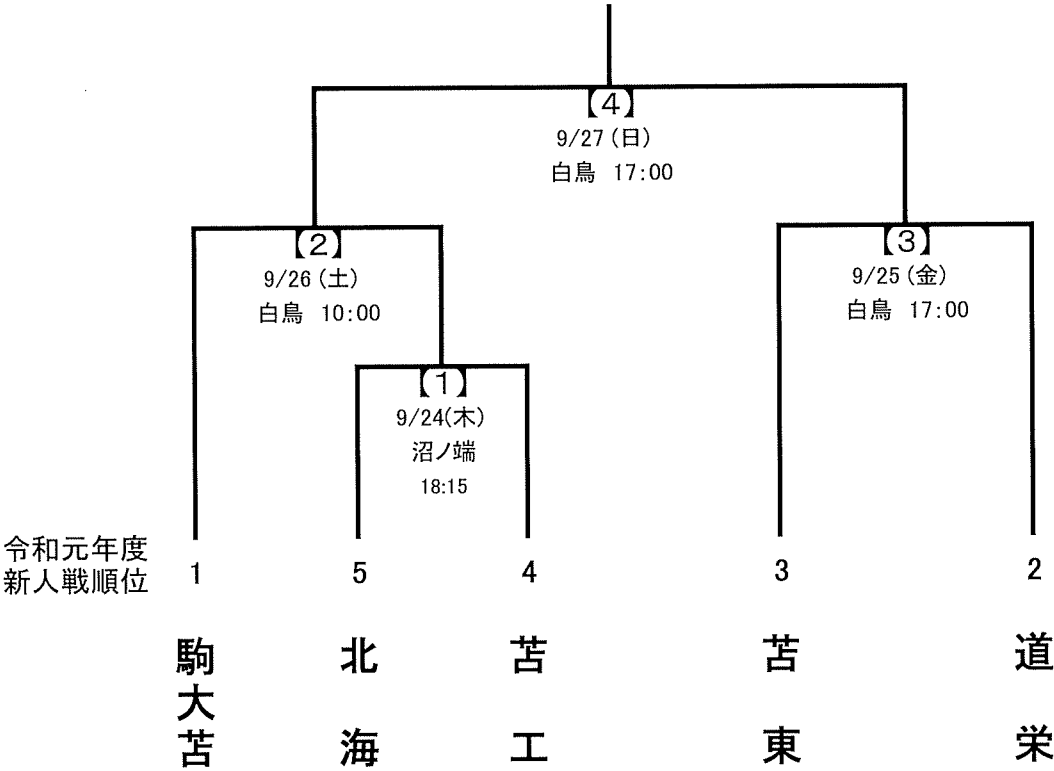 【4】
9/27(日)
白鳥 17:00
【2】
9/26(土)
白鳥 10:00
【3】
9/25(金)
白鳥 17:00
【1】
9/24(木)
沼ノ端
18:15
令和元年度
新人戦順位
1
5
4
3
2
駒大苫
北海
苫工
苫東
道栄